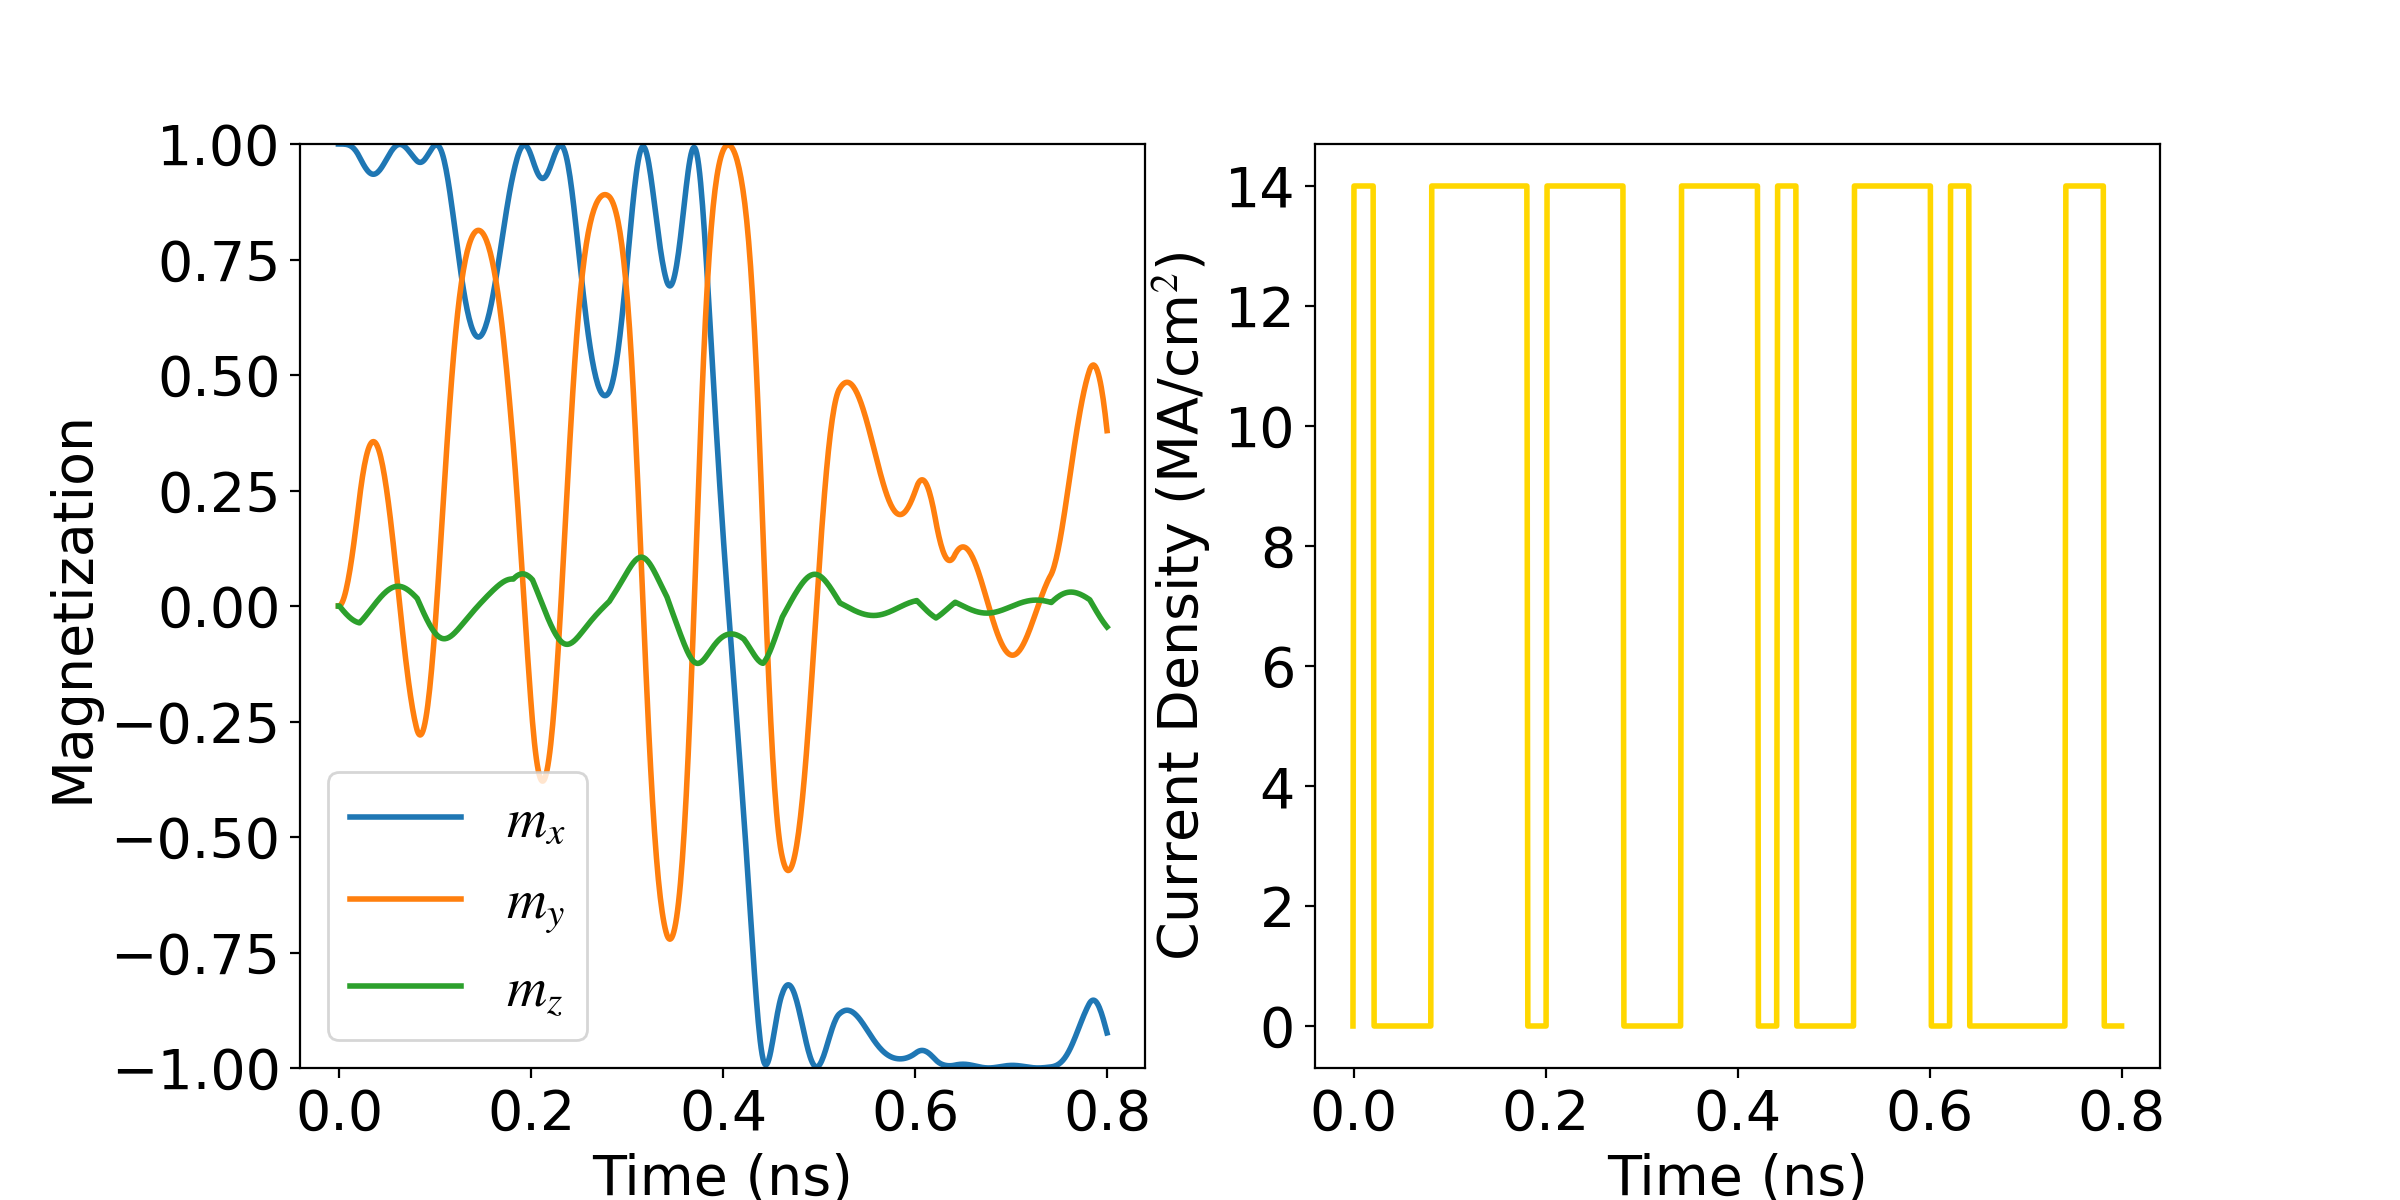 Magnetization
1.00
0.75
0.50
0.25
0.00
−0.25
−0.50
−0.75
−1.00
m_x
m_y
m_z
0.0 0.2 0.4 0.6 0.8
Time (ns)
Current Density (MA/cm²)
14
12
10
8
6
4
2
0
0.0 0.2 0.4 0.6 0.8
Time (ns)